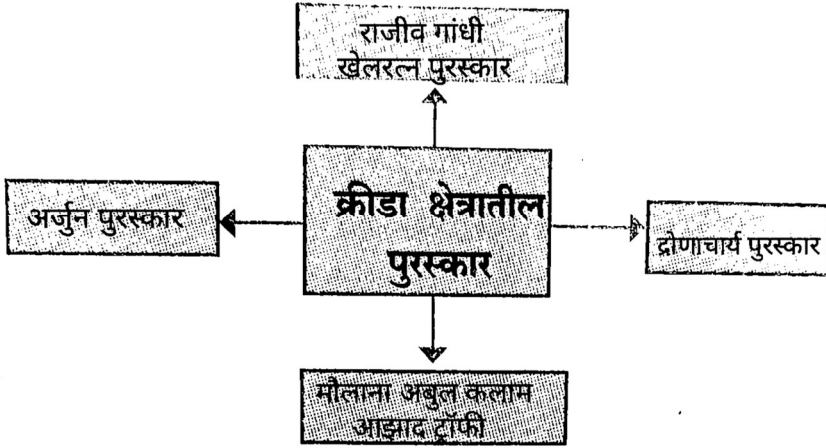 राजीव गांधी
खेलरत्न पुरस्कार
क्रीडा क्षेत्रातील
पुरस्कार
अर्जुन पुरस्कार
द्रोणाचार्य पुरस्कार
मौलाना अबुल कलाम
आझाद ट्रॉफी